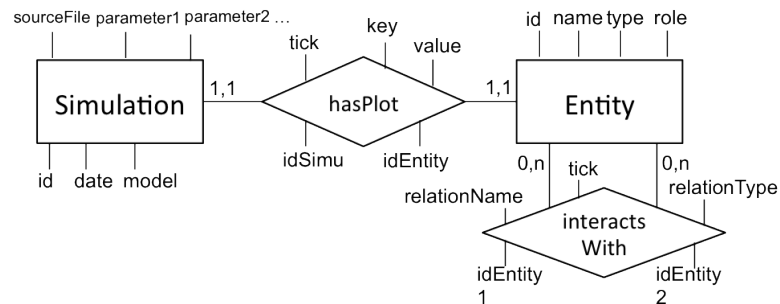 sourceFile parameter1 parameter2 ...
id name type role
tick
key
value
Simulation
1,1
hasPlot
1,1
Entity
idSimu
idEntity
id date model
0,n
0,n
tick
relationName
relationType
interacts
With
idEntity
1
idEntity
2